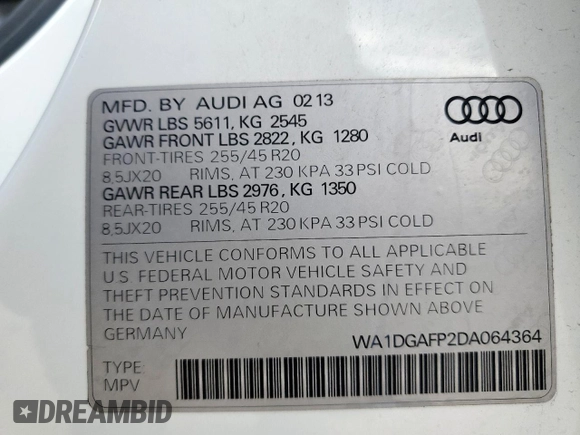 MFD. BY AUDI AG 02 13
GVWR LBS 5611, KG 2545
GAWR FRONT LBS 2822, KG 1280
FRONT-TIRES 255/45 R20
8,5JX20 RIMS, AT 230 KPA 33 PSI COLD
GAWR REAR LBS 2976, KG 1350
REAR-TIRES 255/45 R20
8,5JX20 RIMS, AT 230 KPA 33 PSI COLD
Audi
THIS VEHICLE CONFORMS TO ALL APPLICABLE
U.S. FEDERAL MOTOR VEHICLE SAFETY AND
THEFT PREVENTION STANDARDS IN EFFECT ON
THE DATE OF MANUFACTURE SHOWN ABOVE
GERMANY WA1DGAFP2DA064364
TYPE
MPV
DREAMBID